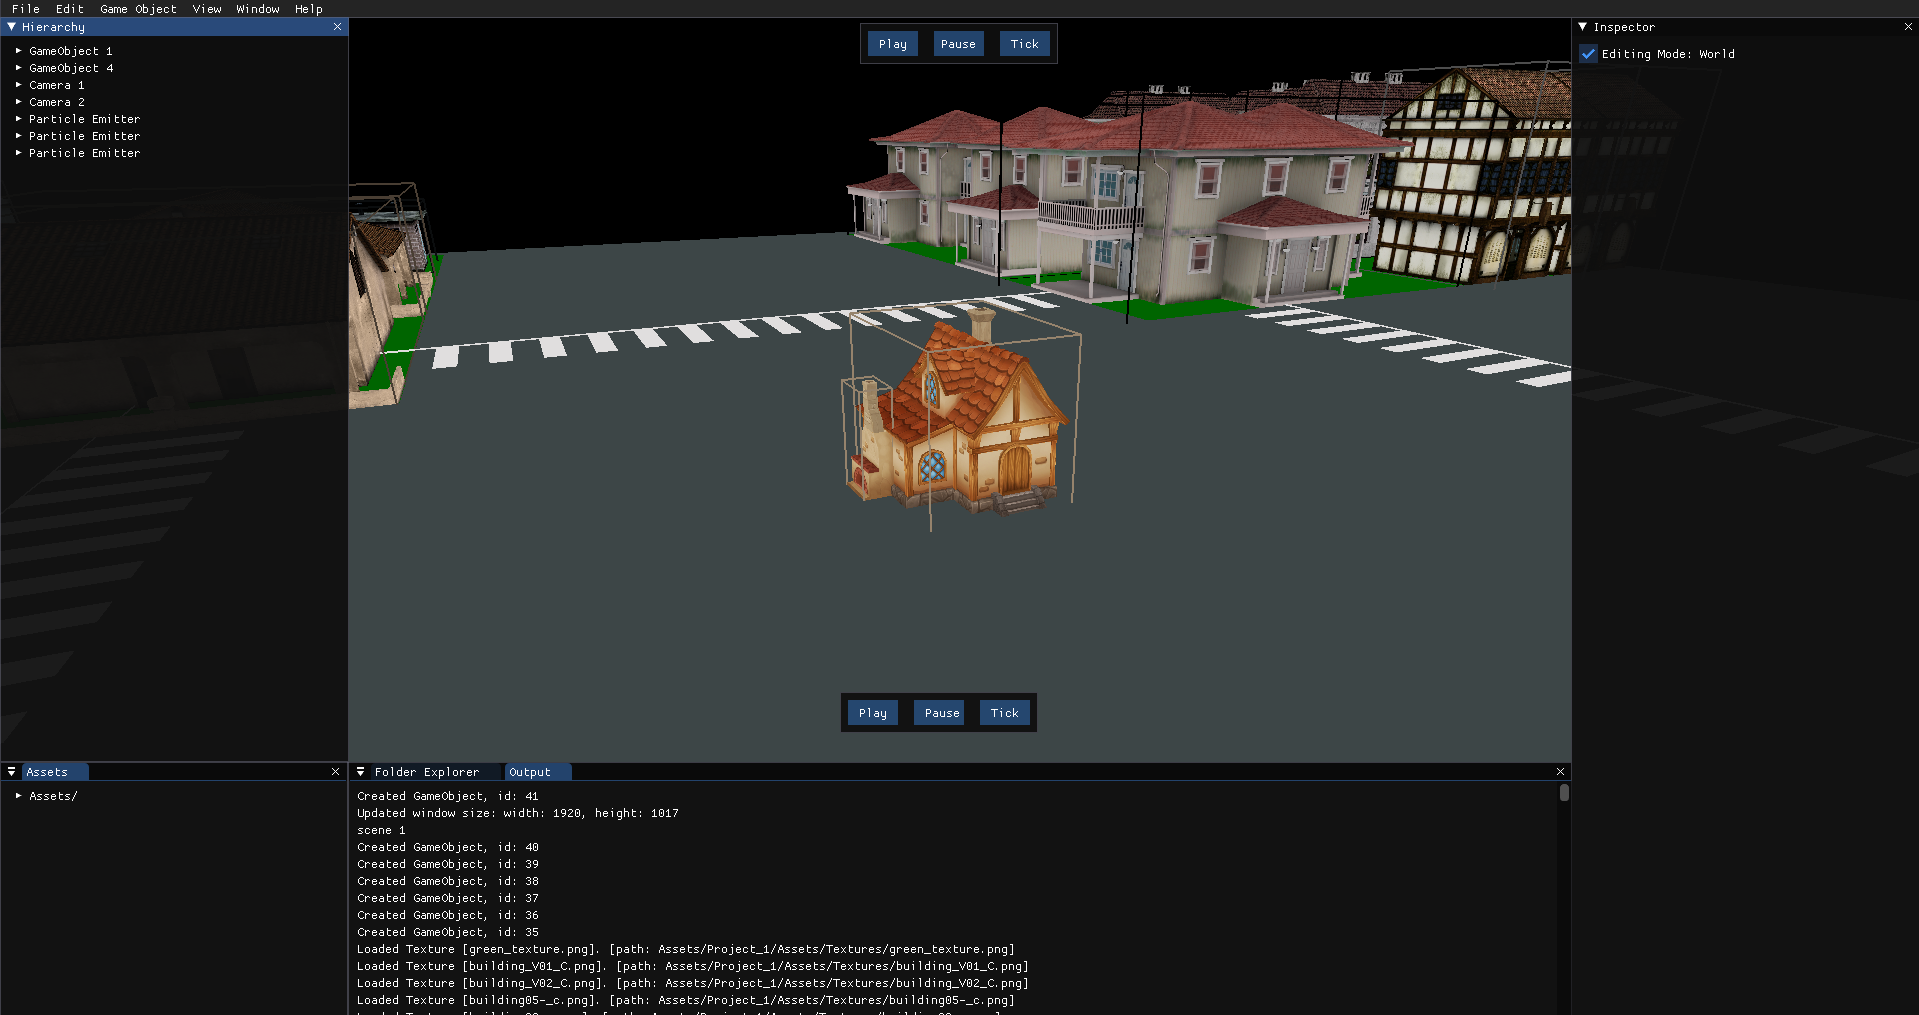 File Edit Game Object View Window Help
Hierarchy
GameObject 1
GameObject 4
Camera 1
Camera 2
Particle Emitter
Particle Emitter
Particle Emitter
Play Pause Tick
Inspector
Editing Mode: World
Play Pause Tick
Assets
Assets/
Folder Explorer Output
Created GameObject, id: 41
Updated window size: width: 1920, height: 1017
scene 1
Created GameObject, id: 40
Created GameObject, id: 39
Created GameObject, id: 38
Created GameObject, id: 37
Created GameObject, id: 36
Created GameObject, id: 35
Loaded Texture [green_texture.png]. [path: Assets/Project_1/Assets/Textures/green_texture.png]
Loaded Texture [building_V01_C.png]. [path: Assets/Project_1/Assets/Textures/building_V01_C.png]
Loaded Texture [building_V02_C.png]. [path: Assets/Project_1/Assets/Textures/building_V02_C.png]
Loaded Texture [building05-_c.png]. [path: Assets/Project_1/Assets/Textures/building05-_c.png]